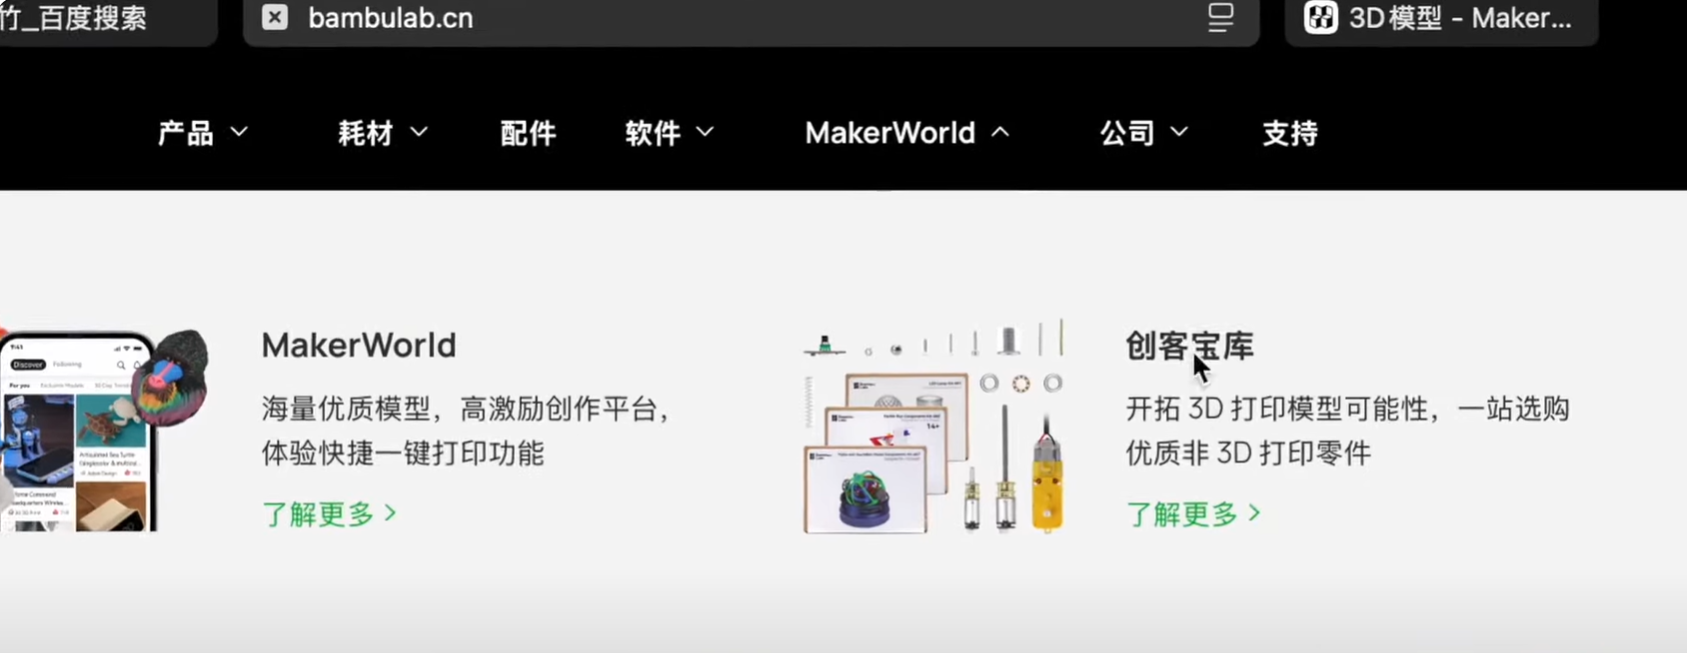 竹_百度搜索
bambulab.cn
3D模型 - Maker...
产品
耗材
配件
软件
MakerWorld
公司
支持
9:41
Discover Following
For you
MakerWorld
海量优质模型，高激励创作平台，
体验快捷一键打印功能
了解更多 >
14+
创客宝库
开拓 3D 打印模型可能性，一站选购
优质非 3D 打印零件
了解更多 >